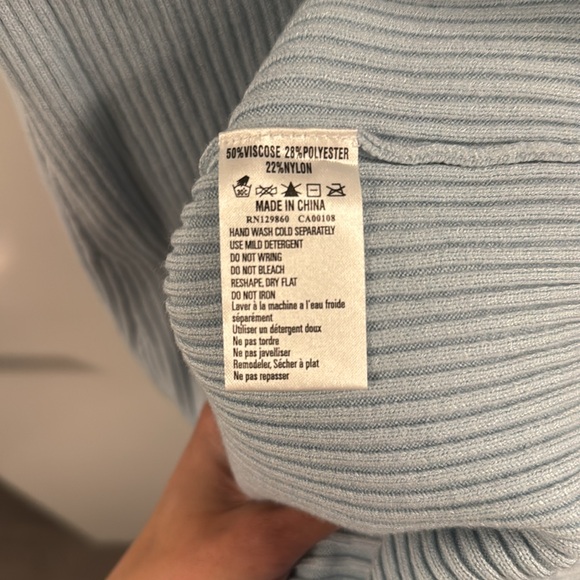 50%VISCOSE 28%POLYESTER
22%NYLON
MADE IN CHINA
RN129860 CA00108
HAND WASH COLD SEPARATELY
USE MILD DETERGENT
DO NOT WRING
DO NOT BLEACH
RESHAPE, DRY FLAT
DO NOT IRON
Laver à la machine a l'eau froide
séparément
Utiliser un détergent doux
Ne pas tordre
Ne pas javelliser
Remodeler, Sécher à plat
Ne pas repasser